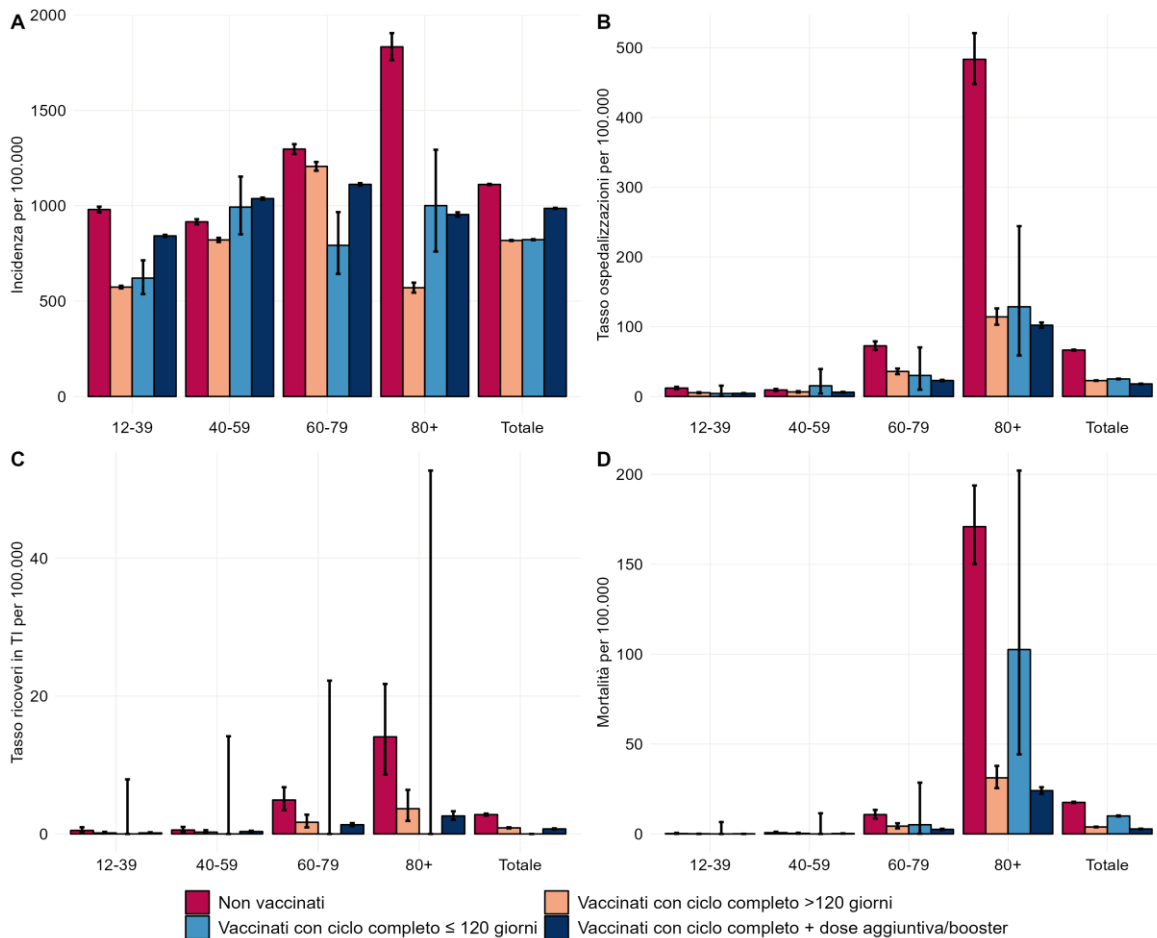 A
Incidenza per 100.000
2000
1500
1000
500
0
12-39
40-59
60-79
80+
Totale
B
Tasso ospedalizzazioni per 100.000
500
400
300
200
100
0
12-39
40-59
60-79
80+
Totale
C
Tasso ricoveri in TI per 100.000
40
20
0
12-39
40-59
60-79
80+
Totale
D
Mortalità per 100.000
200
150
100
50
0
12-39
40-59
60-79
80+
Totale
Non vaccinati
Vaccinati con ciclo completo >120 giorni
Vaccinati con ciclo completo ≤ 120 giorni
Vaccinati con ciclo completo + dose aggiuntiva/booster